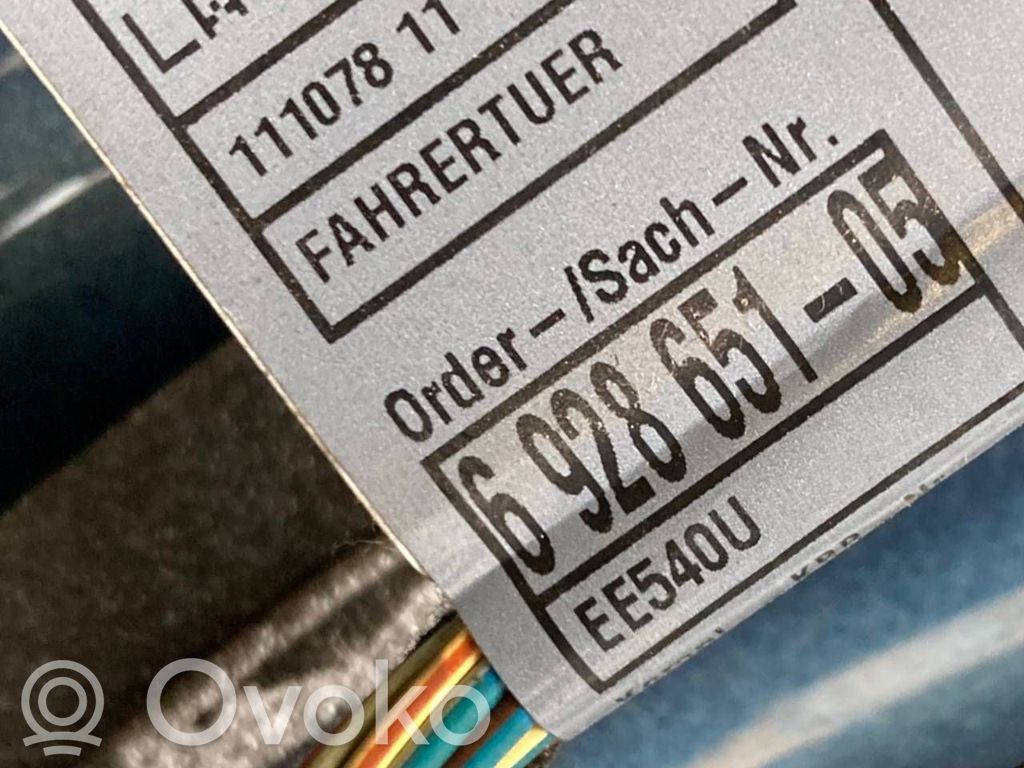 111078 11
FAHRERTUER
Order-/Sach-Nr.
6 928 651-05
EE540U
Ovoko